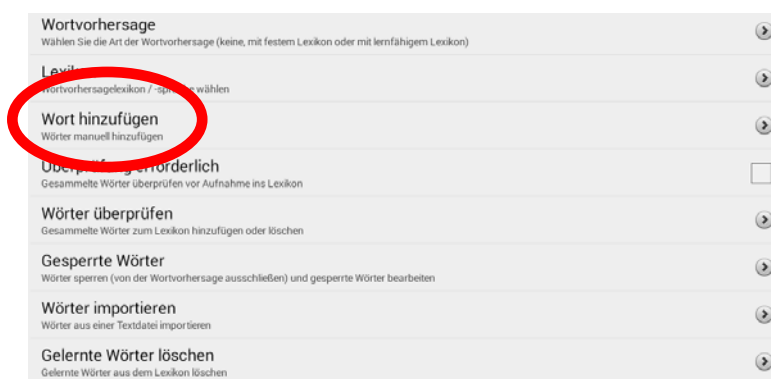 Wortvorhersage
Wählen Sie die Art der Wortvorhersage (keine, mit festem Lexikon oder mit lernfähigem Lexikon)
Lexikon
Wortvorhersagelexikon / -sprache wählen
Wort hinzufügen
Wörter manuell hinzufügen
Überprüfung erforderlich
Gesammelte Wörter überprüfen vor Aufnahme ins Lexikon
Wörter überprüfen
Gesammelte Wörter zum Lexikon hinzufügen oder löschen
Gesperrte Wörter
Wörter sperren (von der Wortvorhersage ausschließen) und gesperrte Wörter bearbeiten
Wörter importieren
Wörter aus einer Textdatei importieren
Gelernte Wörter löschen
Gelernte Wörter aus dem Lexikon löschen